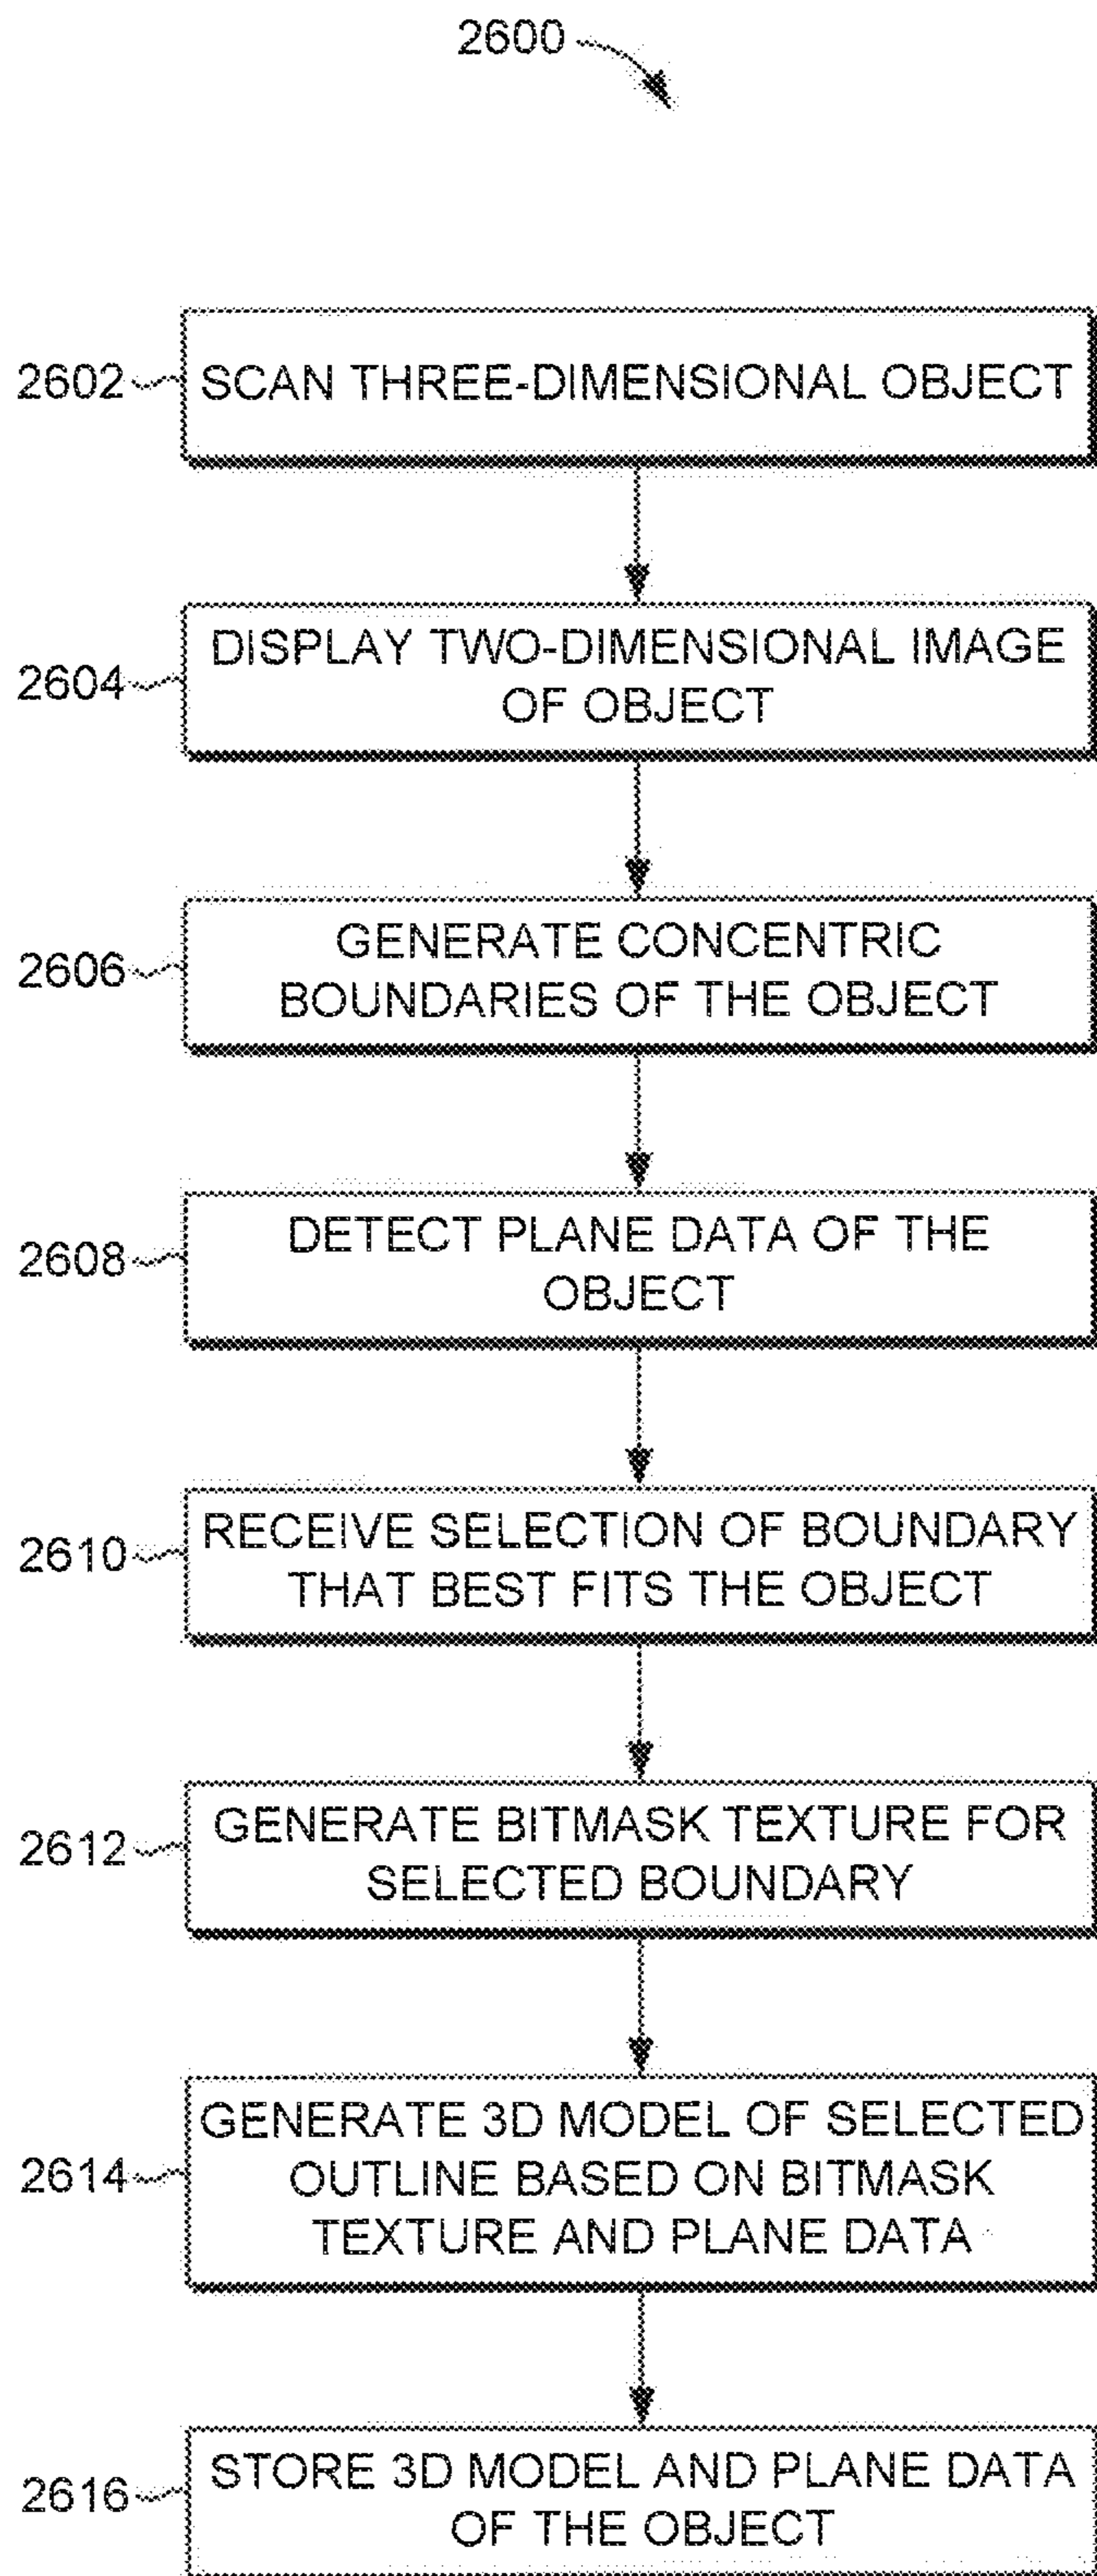 2600
2602
SCAN THREE-DIMENSIONAL OBJECT
2604
DISPLAY TWO-DIMENSIONAL IMAGE
OF OBJECT
2606
GENERATE CONCENTRIC
BOUNDARIES OF THE OBJECT
2608
DETECT PLANE DATA OF THE
OBJECT
2610
RECEIVE SELECTION OF BOUNDARY
THAT BEST FITS THE OBJECT
2612
GENERATE BITMASK TEXTURE FOR
SELECTED BOUNDARY
2614
GENERATE 3D MODEL OF SELECTED
OUTLINE BASED ON BITMASK
TEXTURE AND PLANE DATA
2616
STORE 3D MODEL AND PLANE DATA
OF THE OBJECT